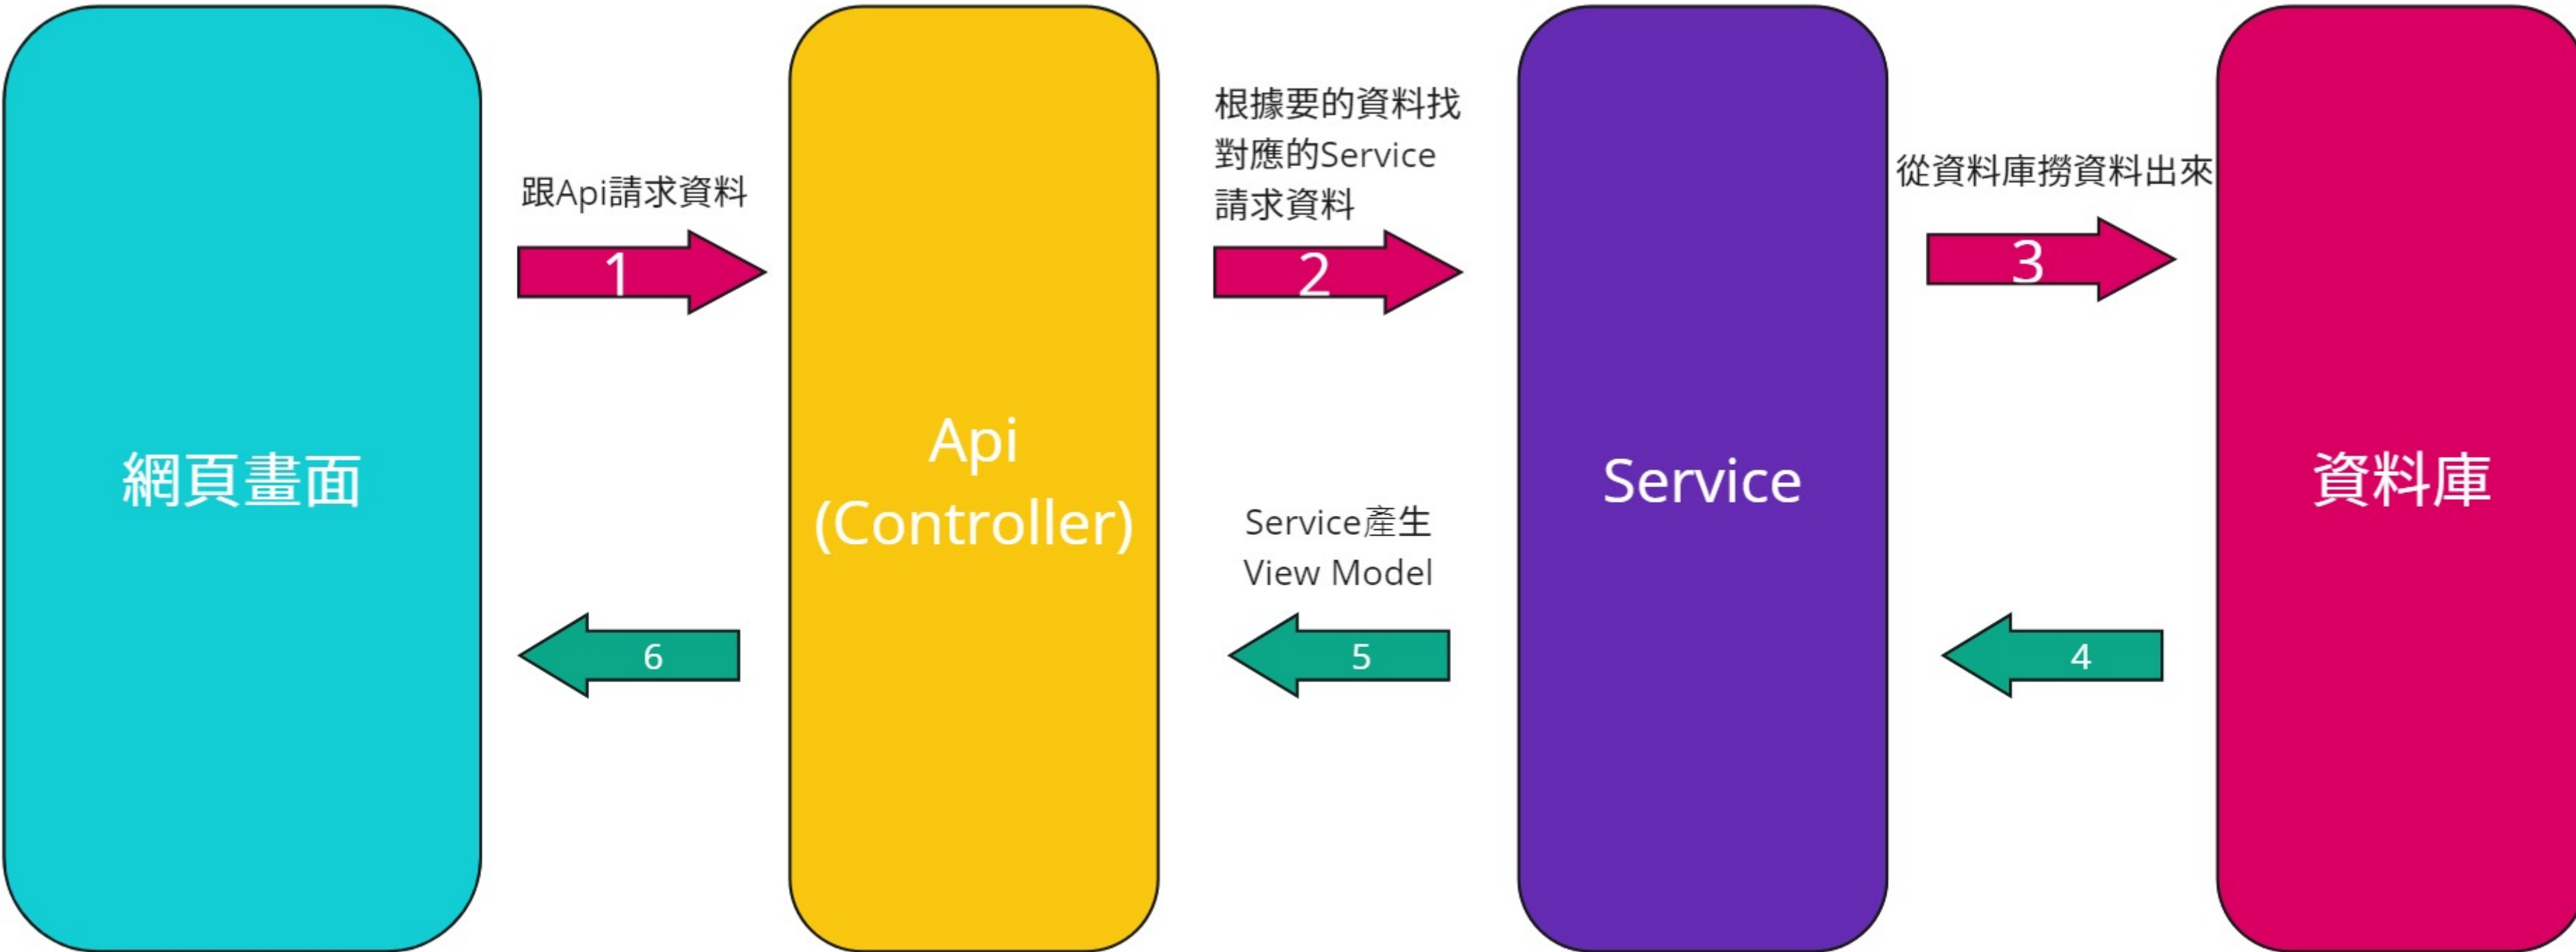 網頁畫面
跟Api請求資料
1
6
Api
(Controller)
根據要的資料找
對應的Service
請求資料
2
Service產生
View Model
5
Service
從資料庫撈資料出來
3
4
資料庫